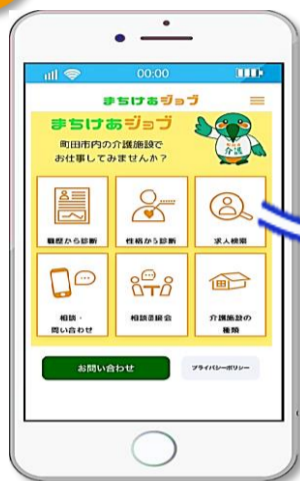 00:00
まちけあジョブ
まちけあジョブ
町田市内の介護施設で
お仕事してみませんか？
介護
職歴から診断
性格から診断
求人検索
相談・
問い合わせ
相談添削会
介護施設の
種類
お問い合わせ
プライバシーポリシー